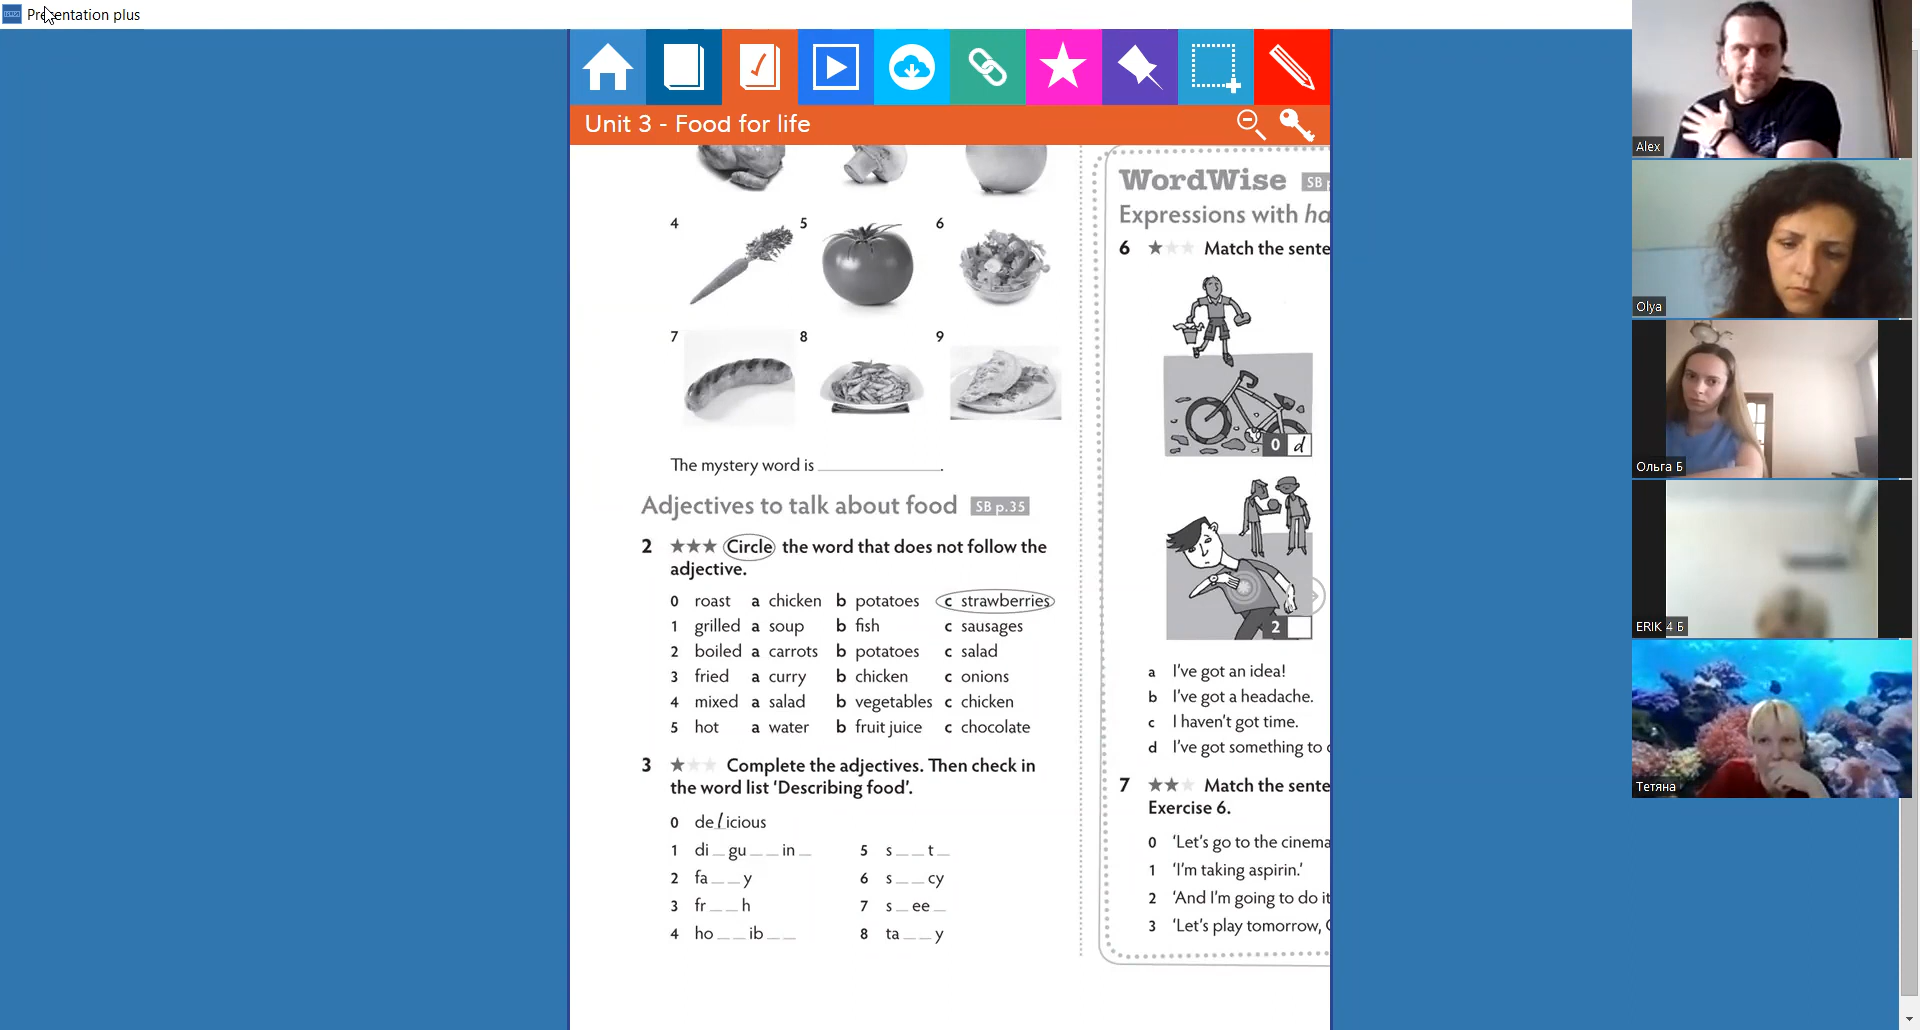 Presentation plus
Unit 3 - Food for life
4
5
6
7
8
9
The mystery word is ____________.
Adjectives to talk about food SB p.35
2 ★★★ Circle the word that does not follow the
adjective.
0 roast a chicken b potatoes c strawberries
1 grilled a soup b fish c sausages
2 boiled a carrots b potatoes c salad
3 fried a curry b chicken c onions
4 mixed a salad b vegetables c chicken
5 hot a water b fruit juice c chocolate
3 ★★★ Complete the adjectives. Then check in
the word list ‘Describing food’.
0 delicious
1 di _ gu _ _ in _
2 fa _ _ y
3 fr _ _ h
4 ho _ _ ib _ _
5 s _ _ t _
6 s _ _ cy
7 s _ ee _
8 ta _ _ y
WordWise SB p
Expressions with ha
6 ★★★ Match the sente
0 d
2
a I’ve got an idea!
b I’ve got a headache.
c I haven’t got time.
d I’ve got something to
7 ★★★ Match the sente
Exercise 6.
0 ‘Let’s go to the cinema
1 ‘I’m taking aspirin.’
2 ‘And I’m going to do it
3 ‘Let’s play tomorrow,
Alex
Olya
Ольга Б
ERIK 4 Б
Тетяна